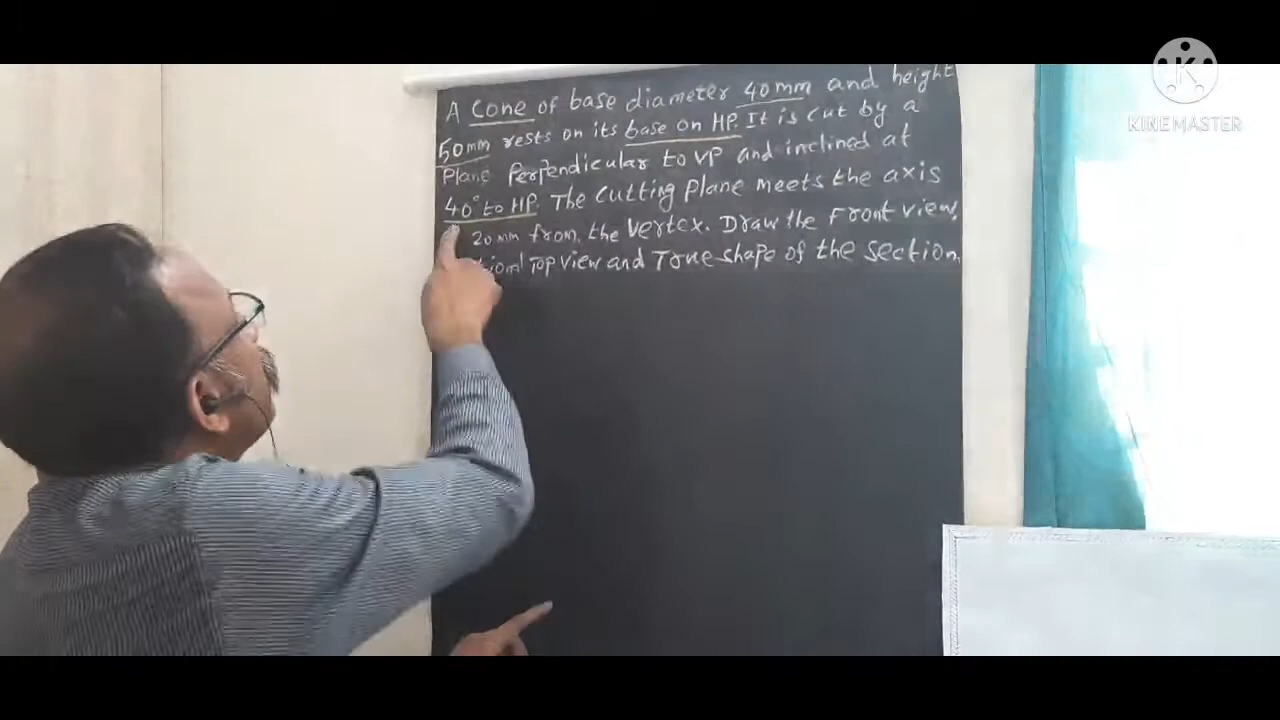 A Cone of base diameter 40mm and height
50mm rests on its base on HP. It is cut by a
Plane Perpendicular to VP and inclined at
40° to HP. The Cutting Plane meets the axis
20mm from the Vertex. Draw the Front view,
Top View and True shape of the section
K
KINEMASTER